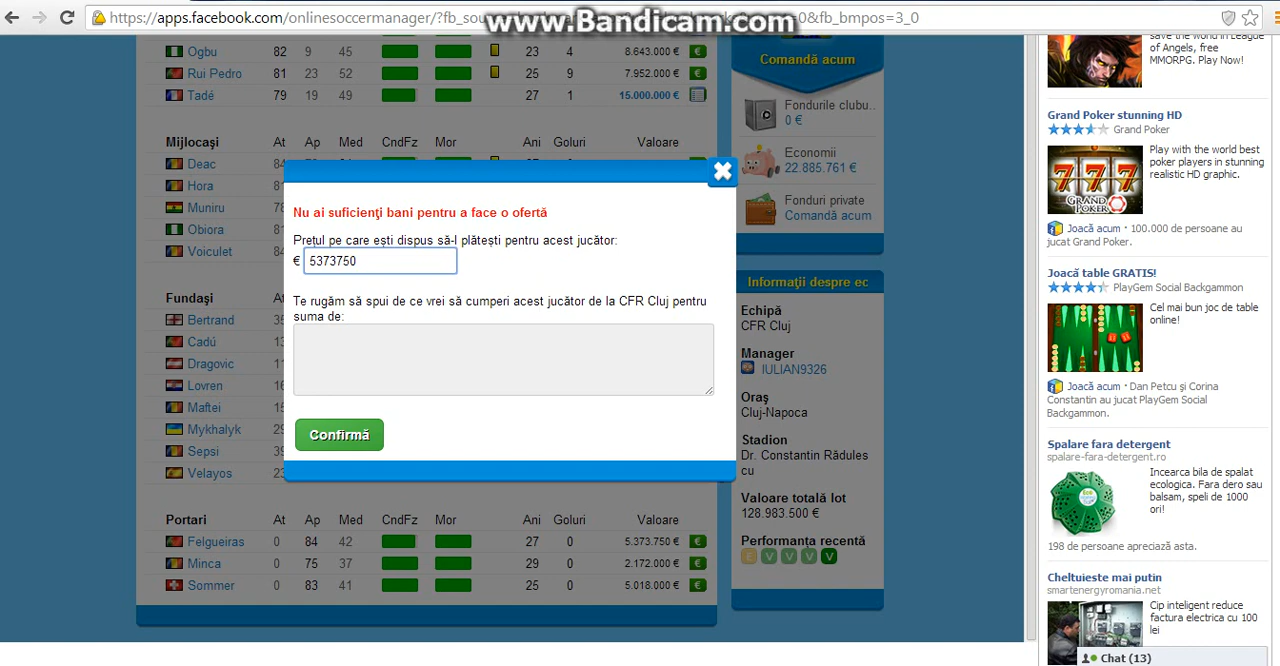 https://apps.facebook.com/onlinesoccermanager/?fb_sou
www.Bandicam.com
=0&fb_bmpos=3_0
Ogbu 82 9 45 23 4 8.643.000 € €
Rui Pedro 81 23 52 25 9 7.952.000 € €
Tadé 79 19 49 27 1 15.000.000 €
Mijlocaşi At Ap Med CndFz Mor Ani Goluri Valoare
Deac
Hora
Muniru
Obiora
Voiculet
Fundaşi
Bertrand
Cadú
Dragovic
Lovren
Maftei
Mykhalyk
Sepsi
Velayos
Nu ai suficienţi bani pentru a face o ofertă
Preţul pe care eşti dispus să-l plăteşti pentru acest jucător:
€ 5373750
Te rugăm să spui de ce vrei să cumperi acest jucător de la CFR Cluj pentru
suma de:
Confirmă
Portari At Ap Med CndFz Mor Ani Goluri Valoare
Felgueiras 0 84 42 27 0 5.373.750 € €
Minca 0 75 37 29 0 2.172.000 € €
Sommer 0 83 41 25 0 5.018.000 € €
Comandă acum
Fondurile clubu..
0 €
Economii
22.885.761 €
Fonduri private
Comandă acum
Informaţii despre ec
Echipă
CFR Cluj
Manager
IULIAN9326
Oraş
Cluj-Napoca
Stadion
Dr. Constantin Rădules
cu
Valoare totală lot
128.983.500 €
Performanţa recentă
E V V V V
save the world in League
of Angels, free
MMORPG. Play Now!
Grand Poker stunning HD
Grand Poker
Play with the world best
poker players in stunning
realistic HD graphic.
777
GRAND POKER
Joacă acum · 100.000 de persoane au
jucat Grand Poker.
Joacă table GRATIS!
PlayGem Social Backgammon
Cel mai bun joc de table
online!
Joacă acum · Dan Petcu şi Corina
Constantin au jucat PlayGem Social
Backgammon.
Spalare fara detergent
spalare-fara-detergent.ro
Incearca bila de spalat
ecologica. Fara dero sau
balsam, speli de 1000
ori!
198 de persoane apreciază asta.
Cheltuieste mai putin
smartenergyromania.net
Cip inteligent reduce
factura electrica cu 100
lei
Chat (13)